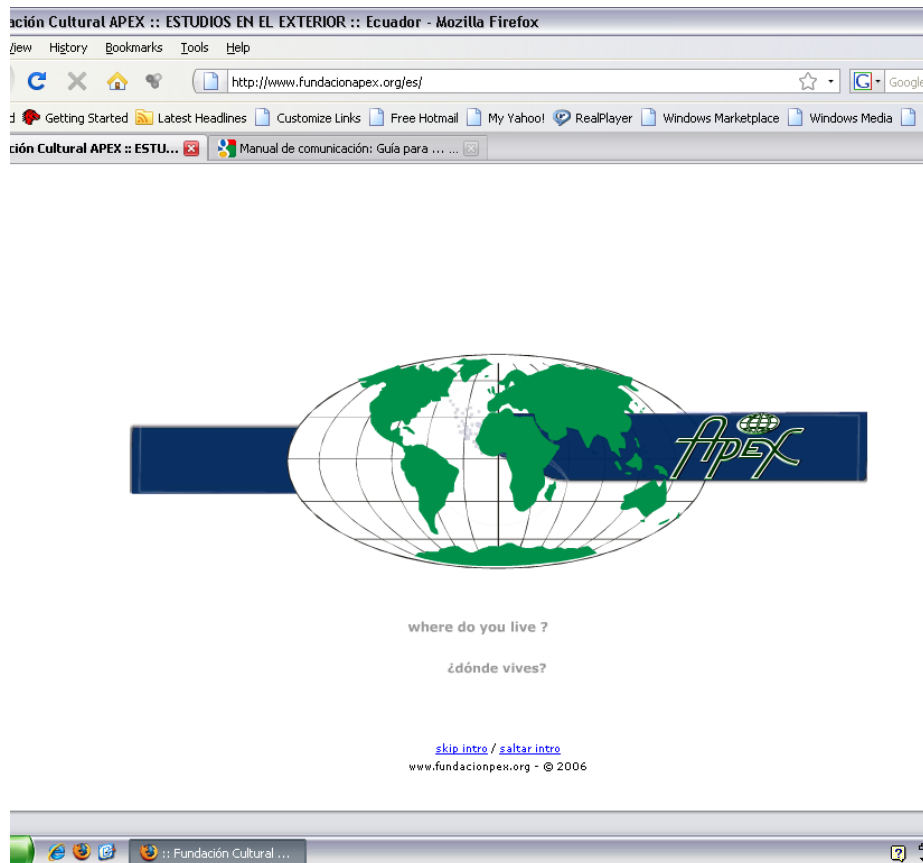 ación Cultural APEX :: ESTUDIOS EN EL EXTERIOR :: Ecuador - Mozilla Firefox
View History Bookmarks Tools Help
http://www.fundacionapex.org/es/ G Google
d Getting Started Latest Headlines Customize Links Free Hotmail My Yahoo! RealPlayer Windows Marketplace Windows Media
ción Cultural APEX :: ESTU... Manual de comunicación: Guía para ... ...
APEX
where do you live ?
¿dónde vives?
skip intro / saltar intro
www.fundacionpex.org - © 2006
:: Fundación Cultural ...